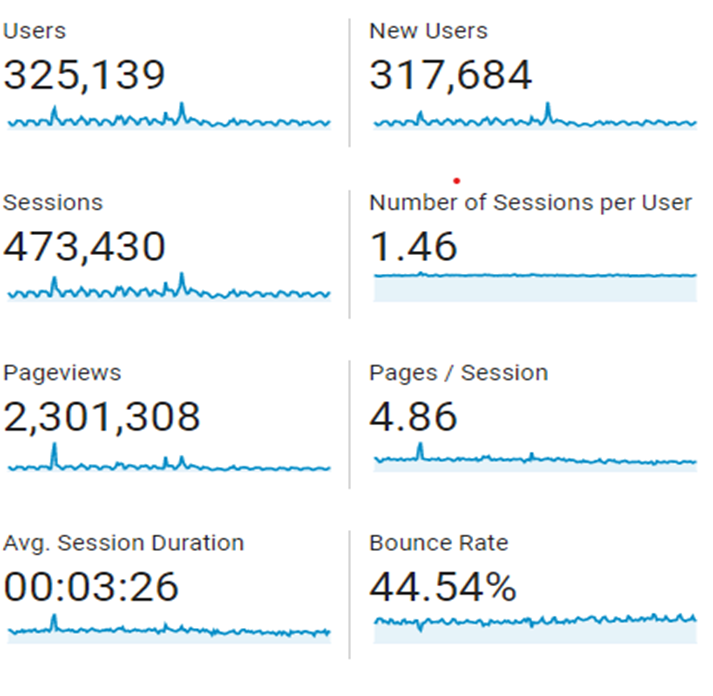 Users
325,139
New Users
317,684
Sessions
473,430
Number of Sessions per User
1.46
Pageviews
2,301,308
Pages / Session
4.86
Avg. Session Duration
00:03:26
Bounce Rate
44.54%